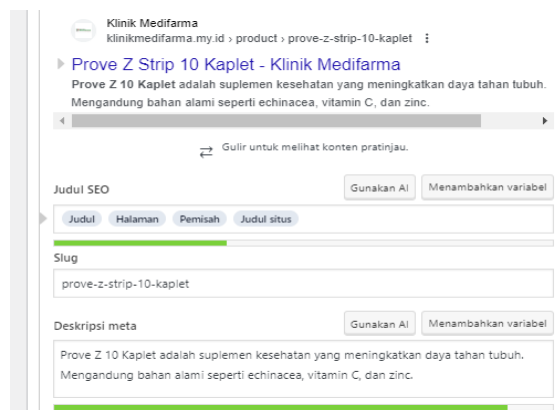 Klinik Medifarma
klinikmedifarma.my.id › product › prove-z-strip-10-kaplet
Prove Z Strip 10 Kaplet - Klinik Medifarma
Prove Z 10 Kaplet adalah suplemen kesehatan yang meningkatkan daya tahan tubuh.
Mengandung bahan alami seperti echinacea, vitamin C, dan zinc.
Gulir untuk melihat konten pratinjau.
Judul SEO
Gunakan AI
Menambahkan variabel
Judul Halaman Pemisah Judul situs
Slug
prove-z-strip-10-kaplet
Deskripsi meta
Gunakan AI
Menambahkan variabel
Prove Z 10 Kaplet adalah suplemen kesehatan yang meningkatkan daya tahan tubuh.
Mengandung bahan alami seperti echinacea, vitamin C, dan zinc.